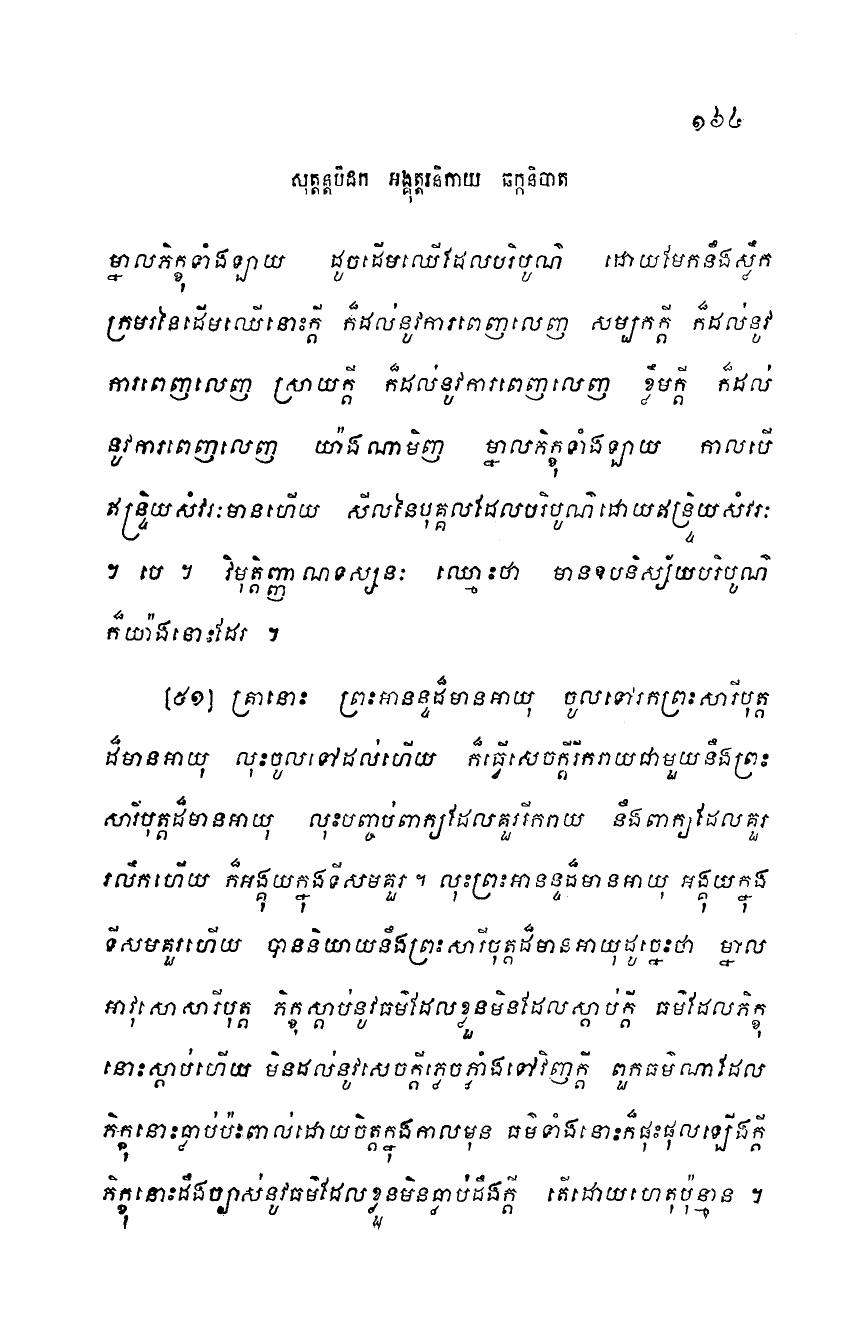 ១៦៤
សុត្តន្តបិដក អង្គុត្តរនិកាយ ឆក្កនិបាត
ម្នាលភិក្ខុទាំងឡាយ ដូចដើមឈើដែលបរិបូណ៌ ដោយមែកនឹងស្លឹក
ក្រមរនៃដើមឈើនោះក្តី ក៏ដល់នូវការពេញលេញ សម្បកក្តី ក៏ដល់នូវ
ការពេញលេញ ស្រាយក្តី ក៏ដល់នូវការពេញលេញ ខ្លឹមក្តី ក៏ដល់
នូវការពេញលេញ យ៉ាងណាមិញ ម្នាលភិក្ខុទាំងឡាយ កាលបើ
ឥន្ទ្រិយសំវរៈមានហើយ សីលនៃបុគ្គលដែលបរិបូណ៌ដោយឥន្ទ្រិយសំវរៈ
។ បេ ។ វិមុត្តិញ្ញាណទស្សនៈ ឈ្មោះថា មានឧបនិស្ស័យបរិបូណ៌
ក៏យ៉ាងនោះដែរ ។
[៥១] គ្រានោះ ព្រះអានន្ទដ៏មានអាយុ ចូលទៅរកព្រះសារីបុត្ត
ដ៏មានអាយុ លុះចូលទៅដល់ហើយ ក៏ធ្វើសេចក្តីរីករាយជាមួយនឹងព្រះ
សារីបុត្តដ៏មានអាយុ លុះបញ្ចប់ពាក្យដែលគួររីករាយ នឹងពាក្យដែលគួរ
រលឹកហើយ ក៏អង្គុយក្នុងទីសមគួរ ។ លុះព្រះអានន្ទដ៏មានអាយុ អង្គុយក្នុង
ទីសមគួរហើយ បាននិយាយនឹងព្រះសារីបុត្តដ៏មានអាយុដូច្នេះថា ម្នាល
អាវុសោសារីបុត្ត ភិក្ខុស្តាប់នូវធម៌ដែលខ្លួនមិនដែលស្តាប់ក្តី ធម៌ដែលភិក្ខុ
នោះស្តាប់ហើយ មិនដល់នូវសេចក្តីភ្លេចភ្លាំងទៅវិញក្តី ពួកធម៌ណាដែល
ភិក្ខុនោះធ្លាប់ប៉ះពាល់ដោយចិត្តក្នុងកាលមុន ធម៌ទាំងនោះក៏ផុះផុលឡើងក្តី
ភិក្ខុនោះដឹងច្បាស់នូវធម៌ដែលខ្លួនមិនធ្លាប់ដឹងក្តី តើដោយហេតុប៉ុន្មាន ។